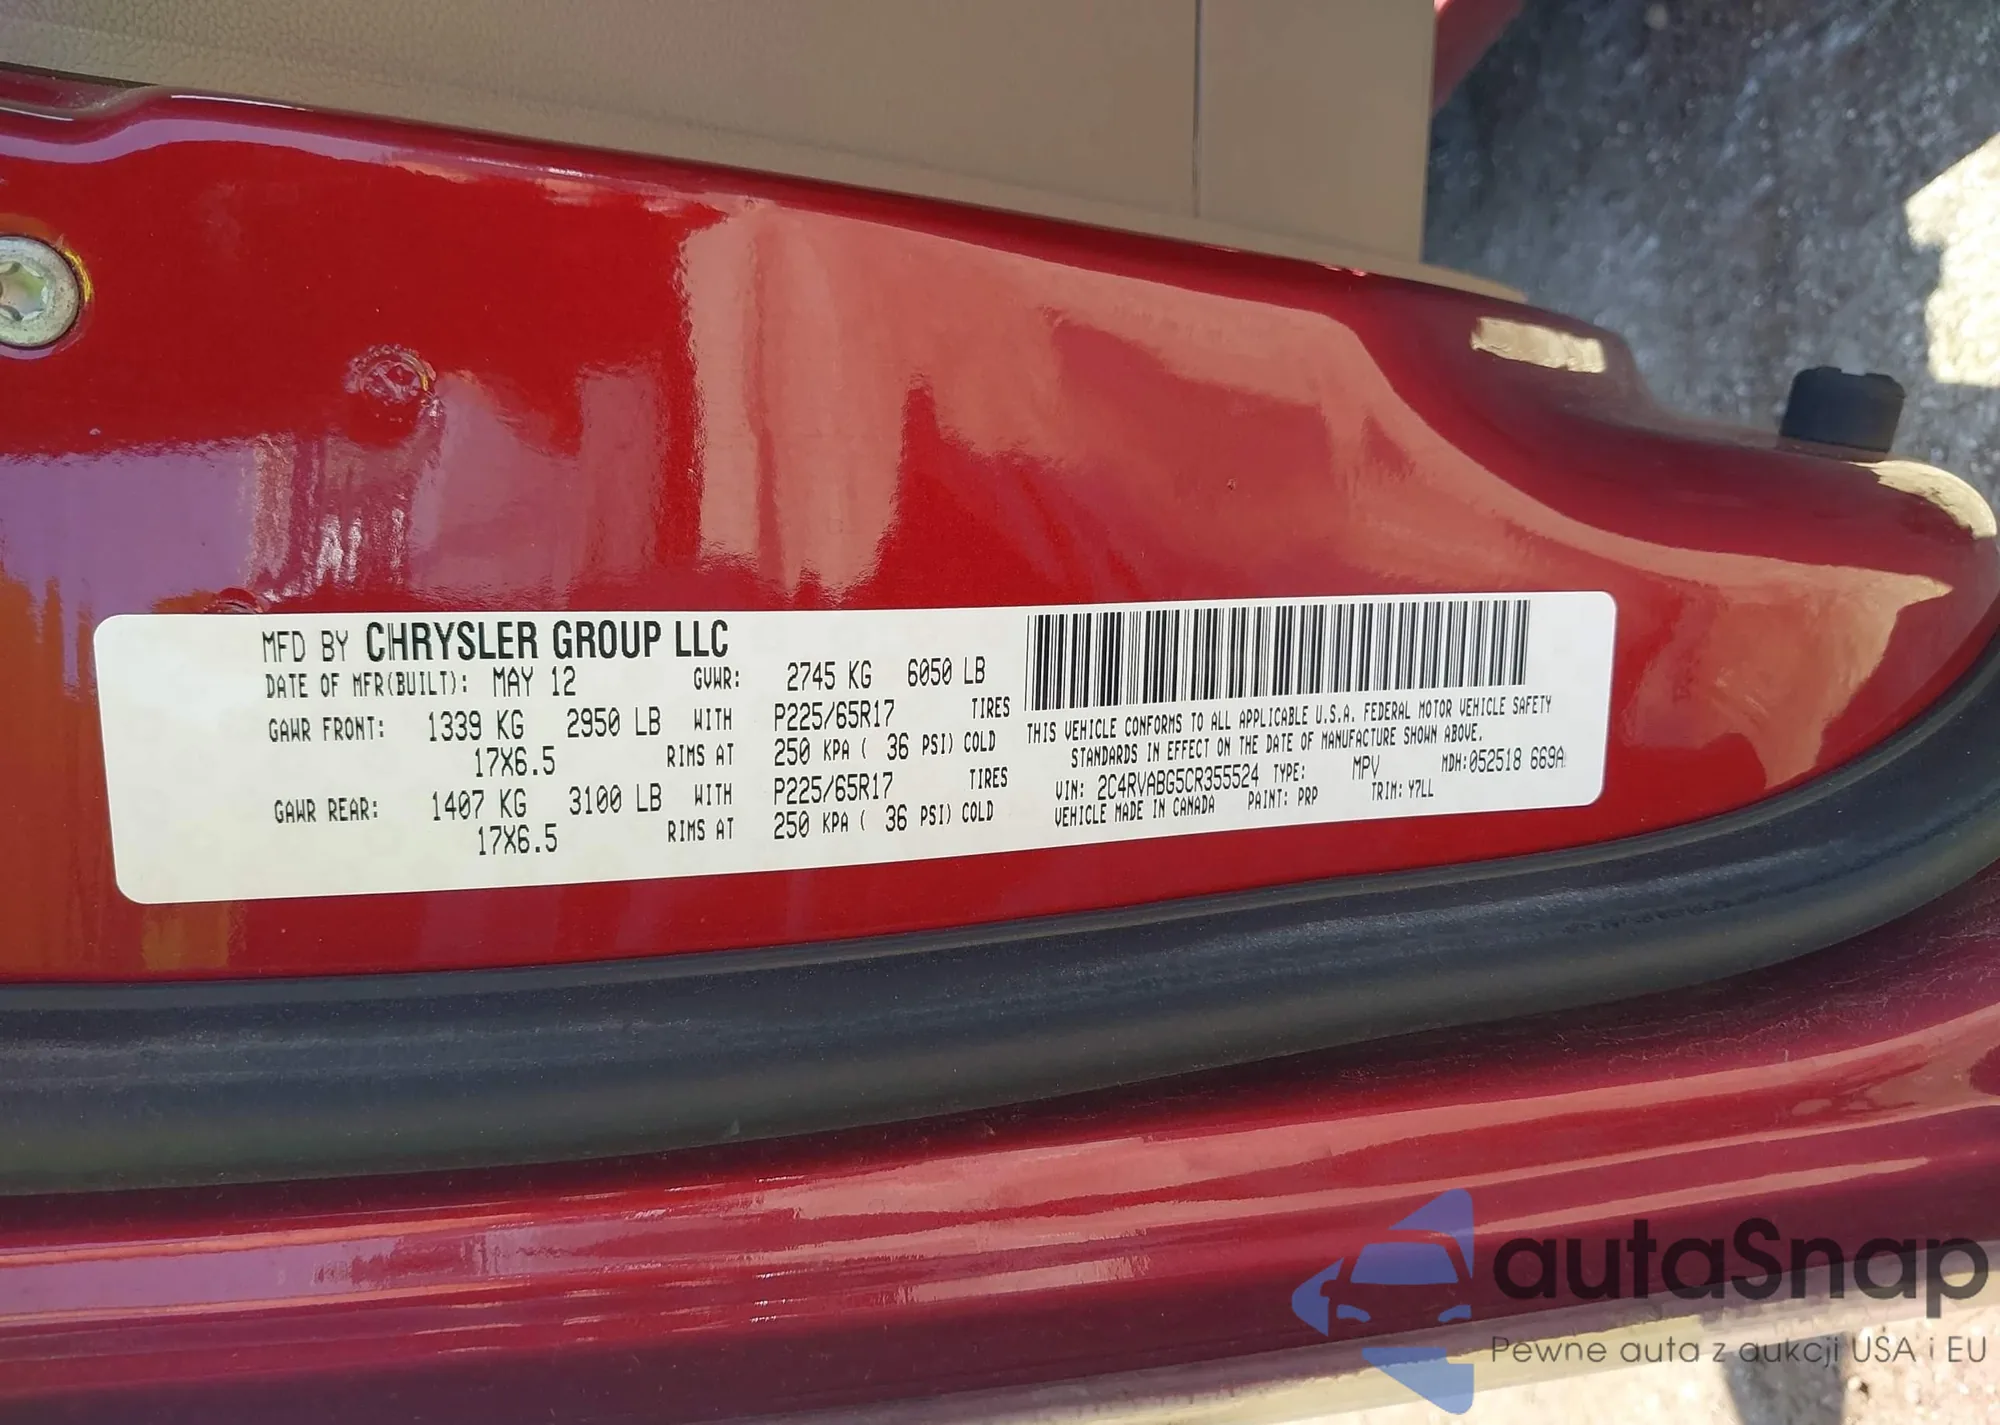 MFD BY CHRYSLER GROUP LLC
DATE OF MFR(BUILT): MAY 12 GVWR: 2745 KG 6050 LB
GAWR FRONT: 1339 KG 2950 LB WITH P225/65R17 TIRES
17X6.5 RIMS AT 250 KPA ( 36 PSI) COLD
GAWR REAR: 1407 KG 3100 LB WITH P225/65R17 TIRES
17X6.5 RIMS AT 250 KPA ( 36 PSI) COLD
THIS VEHICLE CONFORMS TO ALL APPLICABLE U.S.A. FEDERAL MOTOR VEHICLE SAFETY
STANDARDS IN EFFECT ON THE DATE OF MANUFACTURE SHOWN ABOVE.
VIN: 2C4RVABG5CR355524 TYPE: MPV MDH:052518 669A
VEHICLE MADE IN CANADA PAINT: PRP TRIM: Y7LL
autaSnap
Pewne auta z aukcji USA i EU